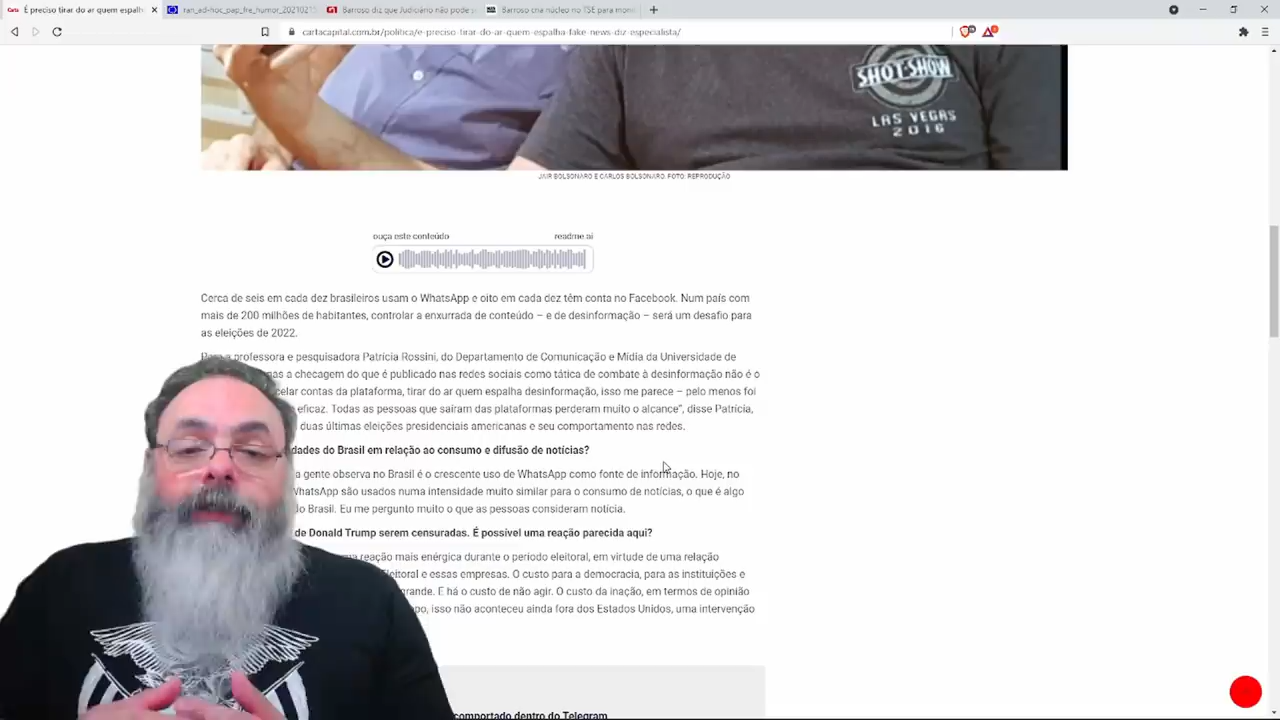 É preciso tirar do ar quem espalh
ran_ad-hoc_pap_fre_humor_20210215
Barroso diz que Judiciário não pode
Barroso cria núcleo no TSE para moni
cartacapital.com.br/politica/e-preciso-tirar-do-ar-quem-espalha-fake-news-diz-especialista/
SHOT SHOW
LAS VEGAS
2016
JAIR BOLSONARO E CARLOS BOLSONARO. FOTO: REPRODUÇÃO
ouça este conteúdo
readme.ai
Cerca de seis em cada dez brasileiros usam o WhatsApp e oito em cada dez têm conta no Facebook. Num país com
mais de 200 milhões de habitantes, controlar a enxurrada de conteúdo – e de desinformação – será um desafio para
as eleições de 2022.
Para a professora e pesquisadora Patrícia Rossini, do Departamento de Comunicação e Mídia da Universidade de
a checagem do que é publicado nas redes sociais como tática de combate à desinformação não é o
contas da plataforma, tirar do ar quem espalha desinformação, isso me parece – pelo menos foi
eficaz. Todas as pessoas que saíram das plataformas perderam muito o alcance”, disse Patrícia,
duas últimas eleições presidenciais americanas e seu comportamento nas redes.
dades do Brasil em relação ao consumo e difusão de notícias?
a gente observa no Brasil é o crescente uso de WhatsApp como fonte de informação. Hoje, no
WhatsApp são usados numa intensidade muito similar para o consumo de notícias, o que é algo
do Brasil. Eu me pergunto muito o que as pessoas consideram notícia.
de Donald Trump serem censuradas. É possível uma reação parecida aqui?
reação mais enérgica durante o período eleitoral, em virtude de uma relação
eleitoral e essas empresas. O custo para a democracia, para as instituições e
grande. E há o custo de não agir. O custo da inação, em termos de opinião
isso não aconteceu ainda fora dos Estados Unidos, uma intervenção
comportado dentro do Telegram